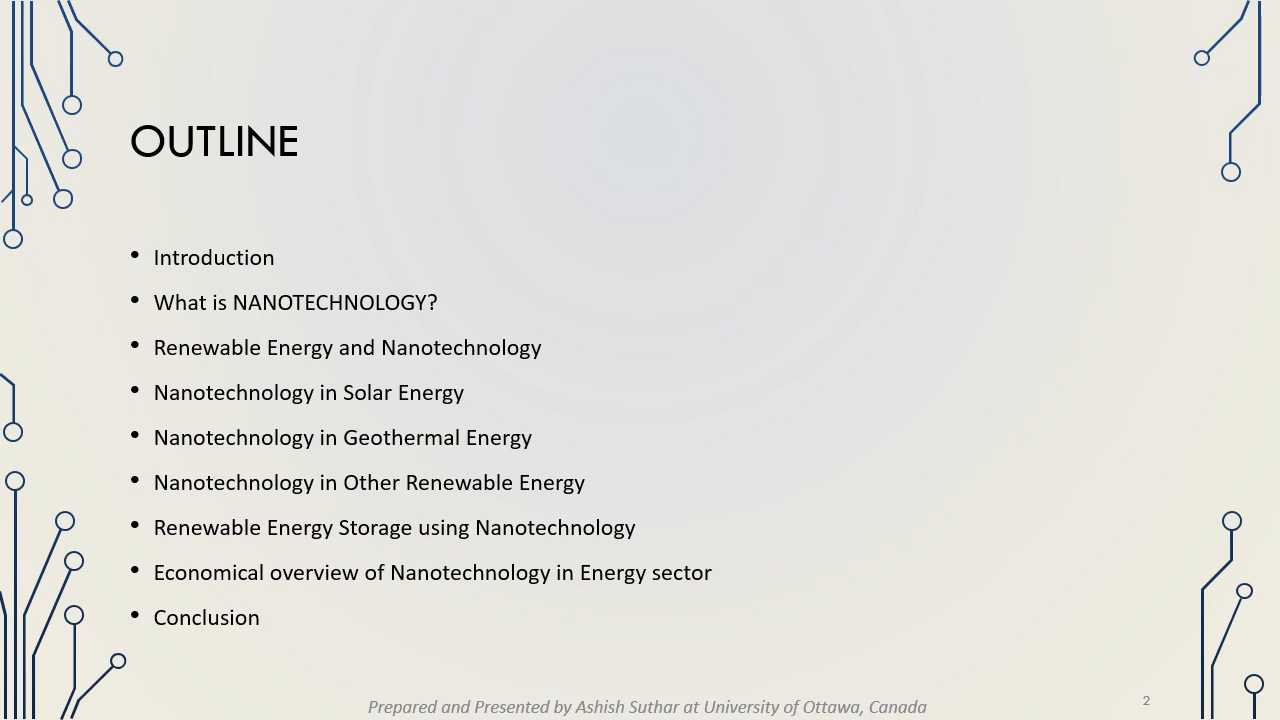 OUTLINE
• Introduction
• What is NANOTECHNOLOGY?
• Renewable Energy and Nanotechnology
• Nanotechnology in Solar Energy
• Nanotechnology in Geothermal Energy
• Nanotechnology in Other Renewable Energy
• Renewable Energy Storage using Nanotechnology
• Economical overview of Nanotechnology in Energy sector
• Conclusion
Prepared and Presented by Ashish Suthar at University of Ottawa, Canada
2